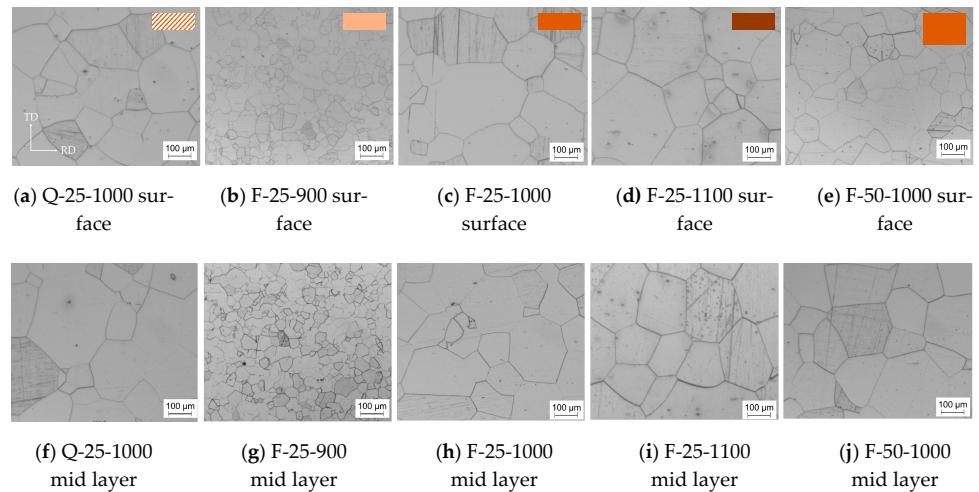 TD
RD
100 µm
100 µm
100 µm
100 µm
100 µm
(a) Q-25-1000 sur-
face
(b) F-25-900 sur-
face
(c) F-25-1000
surface
(d) F-25-1100 sur-
face
(e) F-50-1000 sur-
face
100 µm
100 µm
100 µm
100 µm
100 µm
(f) Q-25-1000
mid layer
(g) F-25-900
mid layer
(h) F-25-1000
mid layer
(i) F-25-1100
mid layer
(j) F-50-1000
mid layer